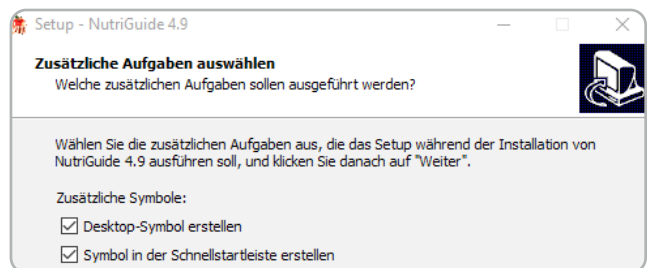 Setup - NutriGuide 4.9
Zusätzliche Aufgaben auswählen
Welche zusätzlichen Aufgaben sollen ausgeführt werden?
Wählen Sie die zusätzlichen Aufgaben aus, die das Setup während der Installation von
NutriGuide 4.9 ausführen soll, und klicken Sie danach auf "Weiter".
Zusätzliche Symbole:
Desktop-Symbol erstellen
Symbol in der Schnellstartleiste erstellen